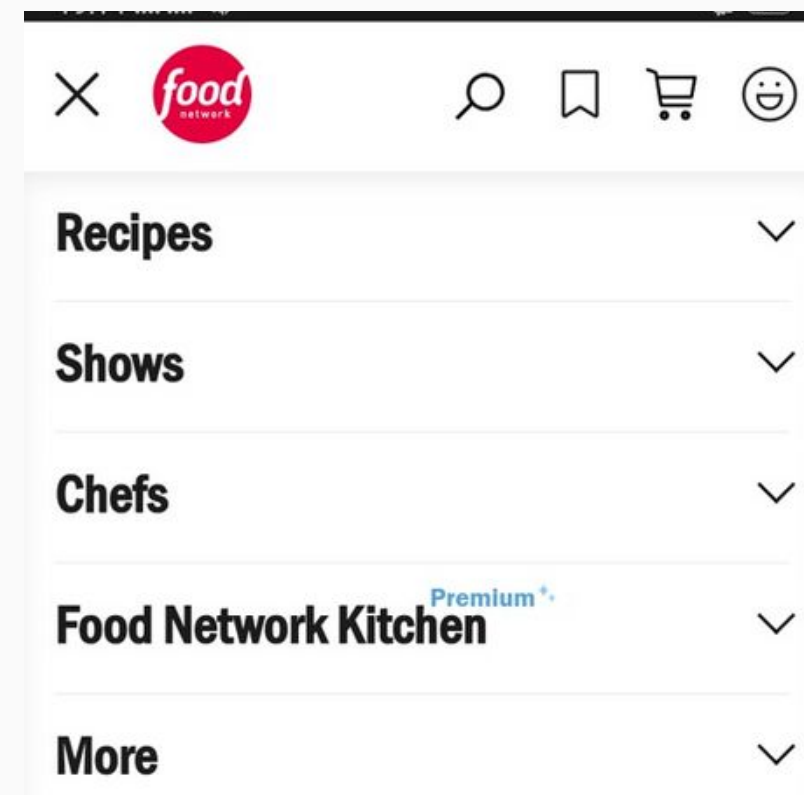 food
network
Recipes
Shows
Chefs
Premium
Food Network Kitchen
More